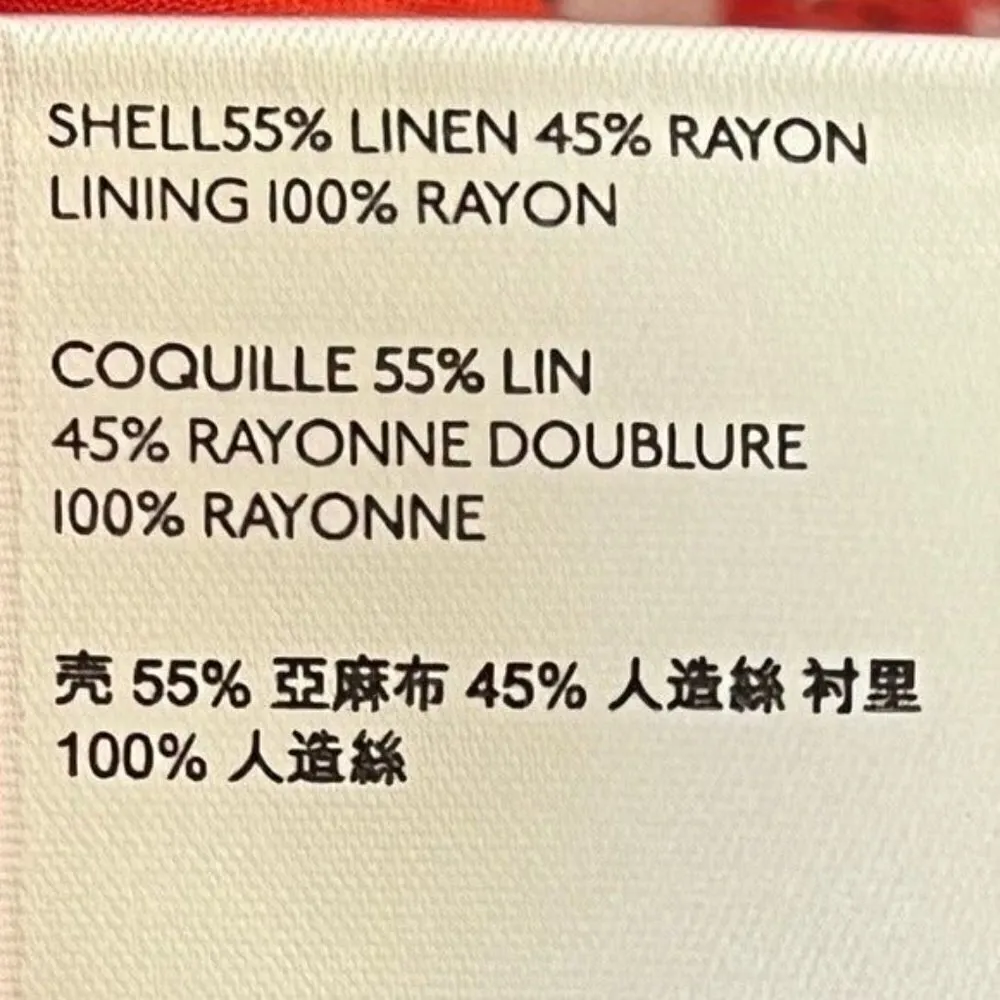 SHELL55% LINEN 45% RAYON
LINING 100% RAYON
COQUILLE 55% LIN
45% RAYONNE DOUBLURE
100% RAYONNE
壳 55% 亞麻布 45% 人造絲 衬里
100% 人造絲